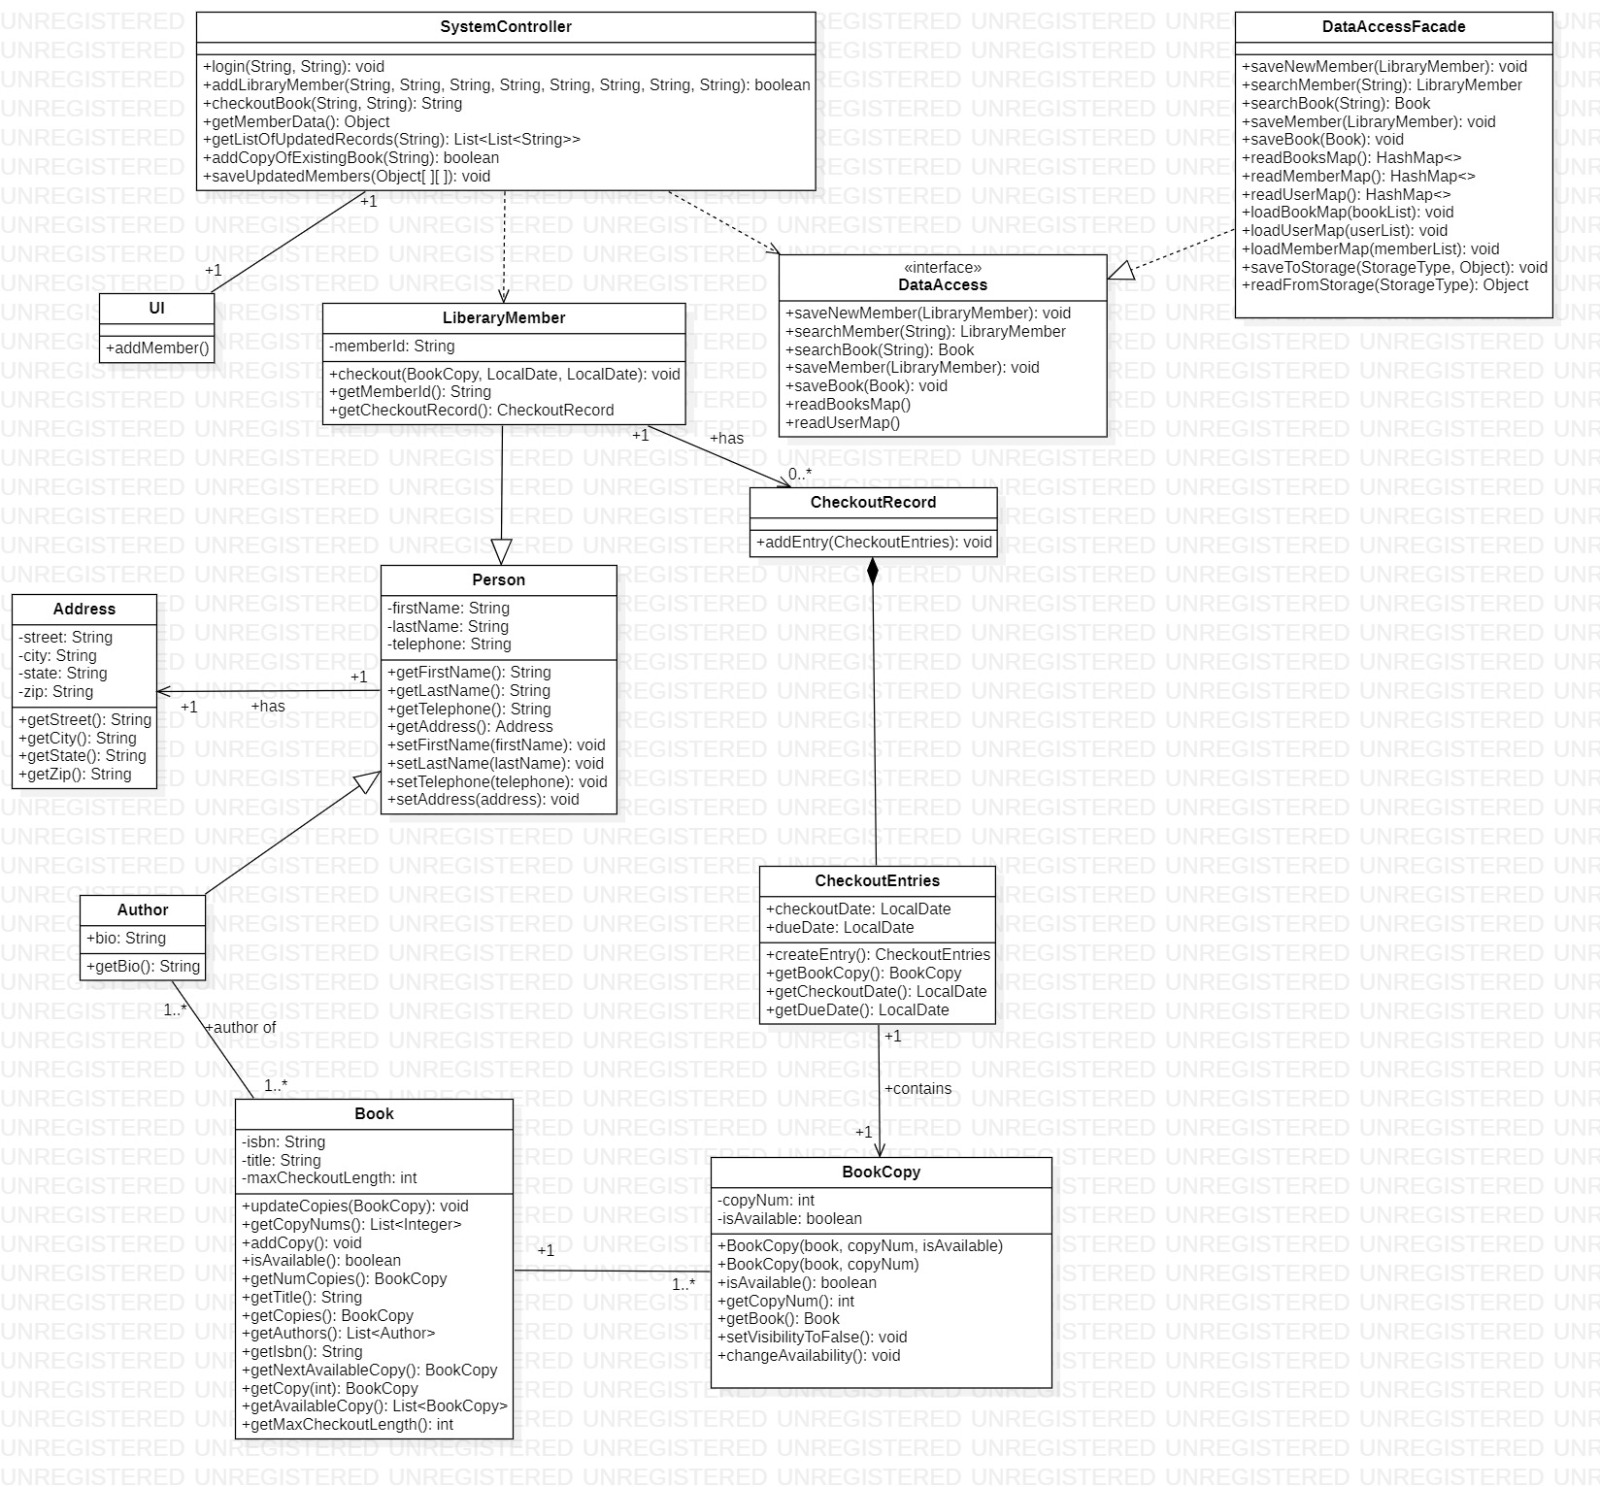 SystemController
+login(String, String): void
+addLibraryMember(String, String, String, String, String, String, String, String): boolean
+checkoutBook(String, String): String
+getMemberData(): Object
+getListOfUpdatedRecords(String): List<List<String>>
+addCopyOfExistingBook(String): boolean
+saveUpdatedMembers(Object[ ][ ]): void
DataAccessFacade
+saveNewMember(LibraryMember): void
+searchMember(String): LibraryMember
+searchBook(String): Book
+saveMember(LibraryMember): void
+saveBook(Book): void
+readBooksMap(): HashMap<>
+readMemberMap(): HashMap<>
+readUserMap(): HashMap<>
+loadBookMap(bookList): void
+loadUserMap(userList): void
+loadMemberMap(memberList): void
+saveToStorage(StorageType, Object): void
+readFromStorage(StorageType): Object
+1
+1
UI
+addMember()
LiberaryMember
-memberId: String
+checkout(BookCopy, LocalDate, LocalDate): void
+getMemberId(): String
+getCheckoutRecord(): CheckoutRecord
«interface»
DataAccess
+saveNewMember(LibraryMember): void
+searchMember(String): LibraryMember
+searchBook(String): Book
+saveMember(LibraryMember): void
+saveBook(Book): void
+readBooksMap()
+readUserMap()
+1
+has
0..*
CheckoutRecord
+addEntry(CheckoutEntries): void
Person
-firstName: String
-lastName: String
-telephone: String
+getFirstName(): String
+getLastName(): String
+getTelephone(): String
+getAddress(): Address
+setFirstName(firstName): void
+setLastName(lastName): void
+setTelephone(telephone): void
+setAddress(address): void
Address
-street: String
-city: String
-state: String
-zip: String
+getStreet(): String
+getCity(): String
+getState(): String
+getZip(): String
+1
+1
+has
Author
+bio: String
+getBio(): String
1..*
+author of
1..*
CheckoutEntries
+checkoutDate: LocalDate
+dueDate: LocalDate
+createEntry(): CheckoutEntries
+getBookCopy(): BookCopy
+getCheckoutDate(): LocalDate
+getDueDate(): LocalDate
+1
+contains
+1
Book
-isbn: String
-title: String
-maxCheckoutLength: int
+updateCopies(BookCopy): void
+getCopyNums(): List<Integer>
+addCopy(): void
+isAvailable(): boolean
+getNumCopies(): BookCopy
+getTitle(): String
+getCopies(): BookCopy
+getAuthors(): List<Author>
+getIsbn(): String
+getNextAvailableCopy(): BookCopy
+getCopy(int): BookCopy
+getAvailableCopy(): List<BookCopy>
+getMaxCheckoutLength(): int
+1
1..*
BookCopy
-copyNum: int
-isAvailable: boolean
+BookCopy(book, copyNum, isAvailable)
+BookCopy(book, copyNum)
+isAvailable(): boolean
+getCopyNum(): int
+getBook(): Book
+setVisibilityToFalse(): void
+changeAvailability(): void
UNREGISTERED